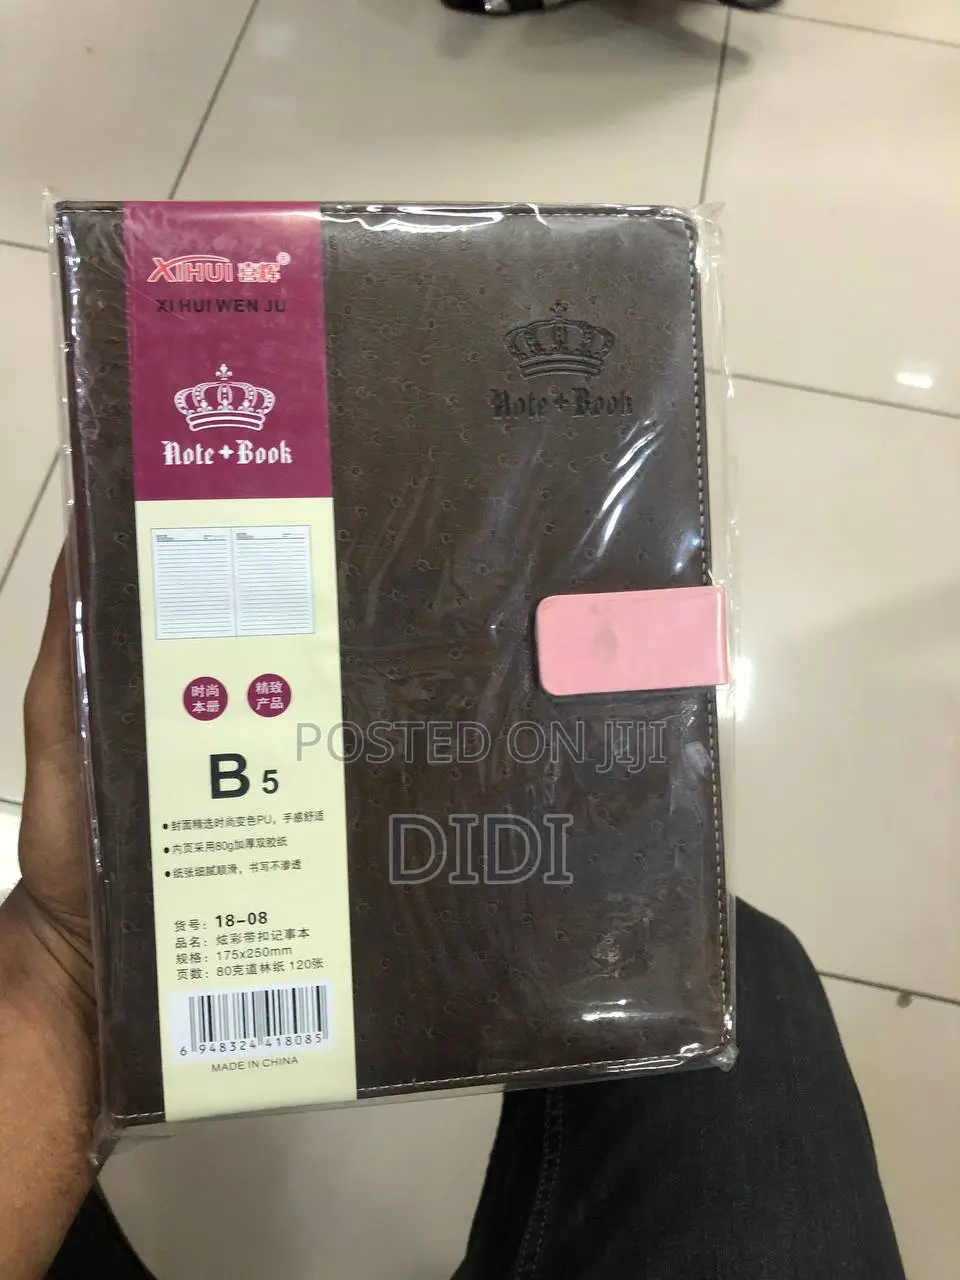 XIHUI 喜辉®
XI HUI WEN JU
Note+Book
Note+Book
时尚
本册
精致
产品
B5
●封面精选时尚变色PU，手感舒适
●内页采用80g加厚双胶纸
●纸张细腻顺滑，书写不渗透
货号：18-08
品名：炫彩带扣记事本
规格：175x250mm
页数：80克道林纸 120张
6 948324 418085
MADE IN CHINA
POSTED ON JIJI
DIDI